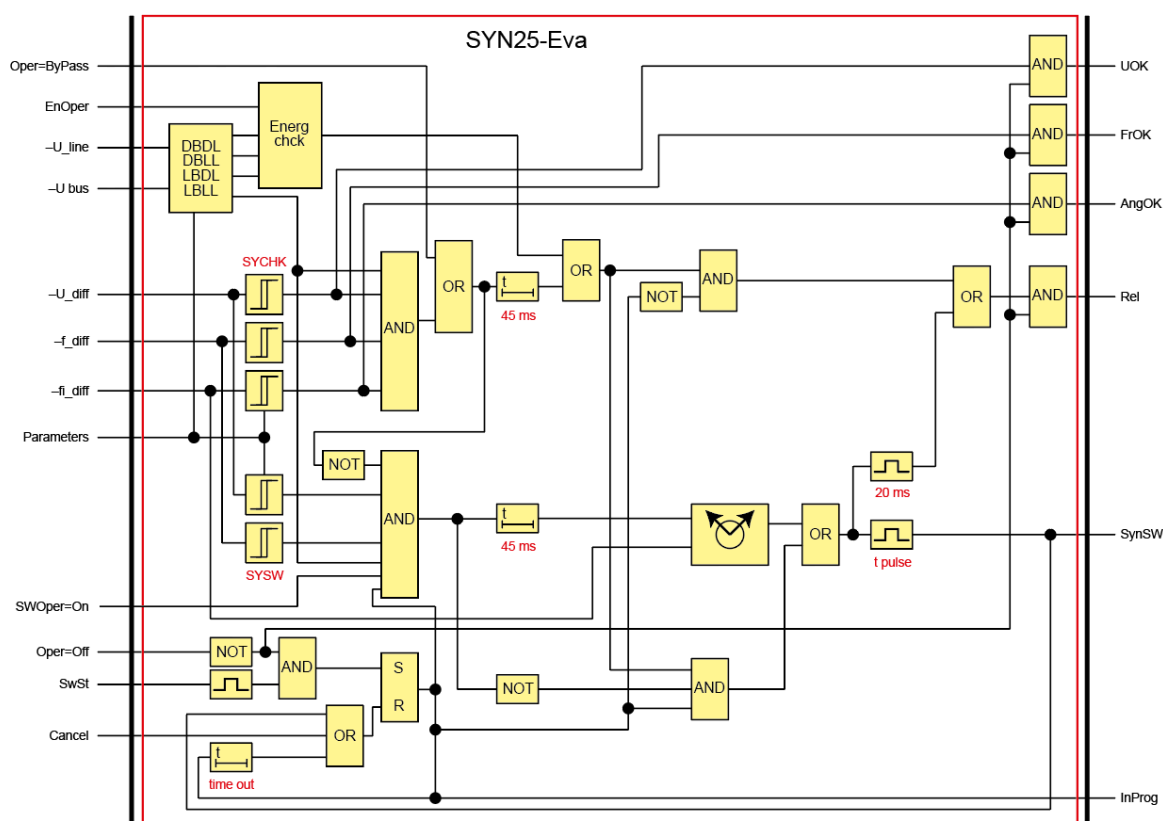 SYN25-Eva
Oper=ByPass
EnOper
–U_line
–U bus
DBDL
DBLL
LBDL
LBLL
Energ
chck
AND
UOK
AND
FrOK
AND
AngOK
SYCHK
–U_diff
–f_diff
–fi_diff
Parameters
AND
OR
t
45 ms
OR
NOT
AND
OR
AND
Rel
NOT
AND
SYSW
t
45 ms
OR
20 ms
t pulse
SynSW
SWOper=On
Oper=Off
NOT
SwSt
AND
S
R
NOT
AND
Cancel
OR
t
time out
InProg